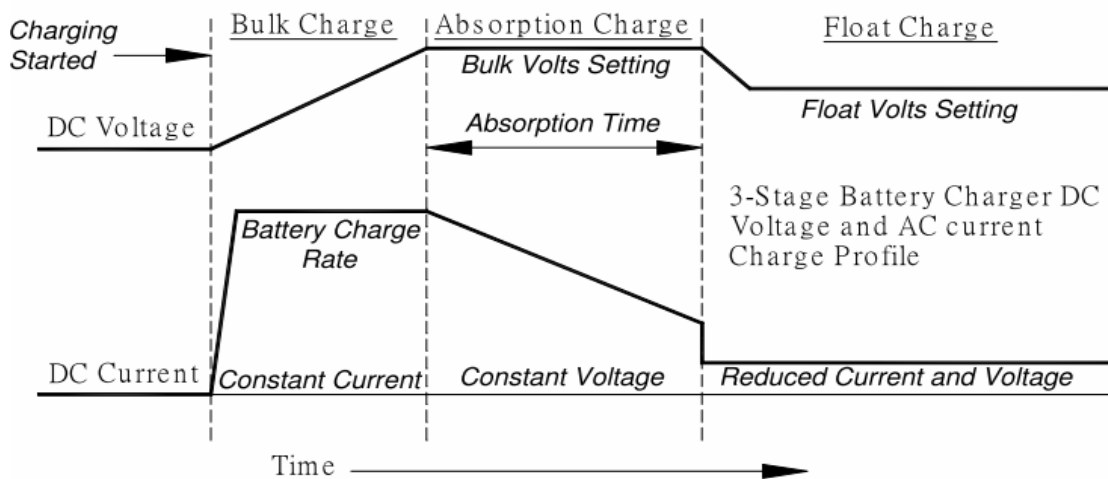 Charging
Started
Bulk Charge
Absorption Charge
Float Charge
Bulk Volts Setting
Float Volts Setting
DC Voltage
Absorption Time
Battery Charge
Rate
3-Stage Battery Charger DC
Voltage and AC current
Charge Profile
DC Current
Constant Current
Constant Voltage
Reduced Current and Voltage
Time